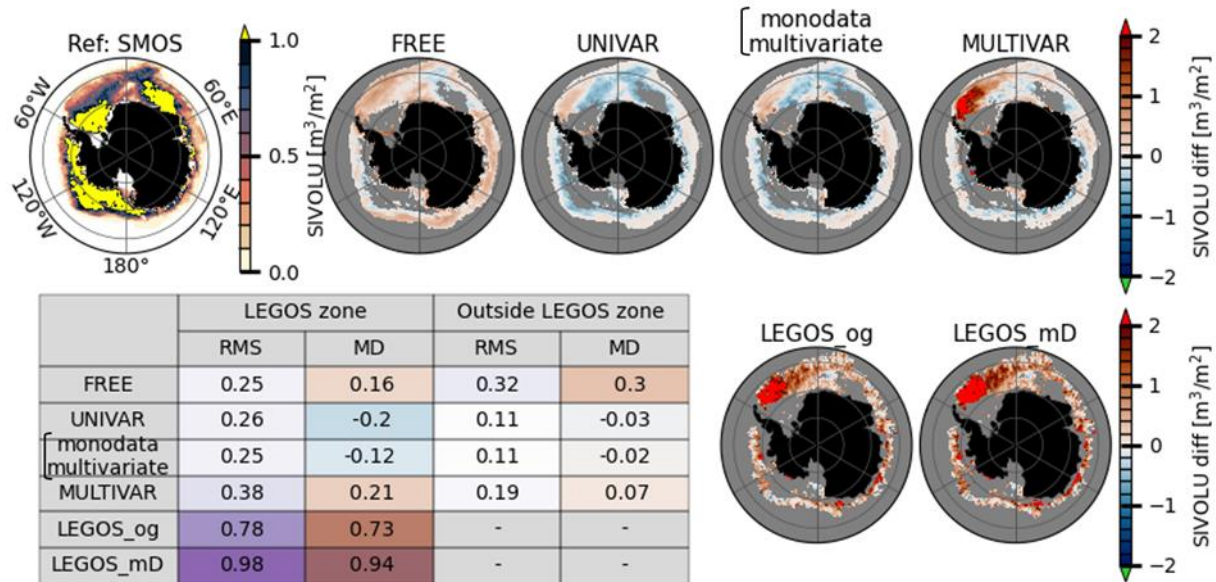 Ref: SMOS
60°W
60°E
120°W
120°E
180°
1.0
0.5
0.0
SIVOLU [m³/m²]
FREE
UNIVAR
monodata
multivariate
MULTIVAR
2
1
0
−1
−2
SIVOLU diff [m³/m²]
LEGOS zone Outside LEGOS zone
RMS MD RMS MD
FREE 0.25 0.16 0.32 0.3
UNIVAR 0.26 -0.2 0.11 -0.03
monodata
multivariate 0.25 -0.12 0.11 -0.02
MULTIVAR 0.38 0.21 0.19 0.07
LEGOS_og 0.78 0.73 - -
LEGOS_mD 0.98 0.94 - -
LEGOS_og
LEGOS_mD
2
1
0
−1
−2
SIVOLU diff [m³/m²]